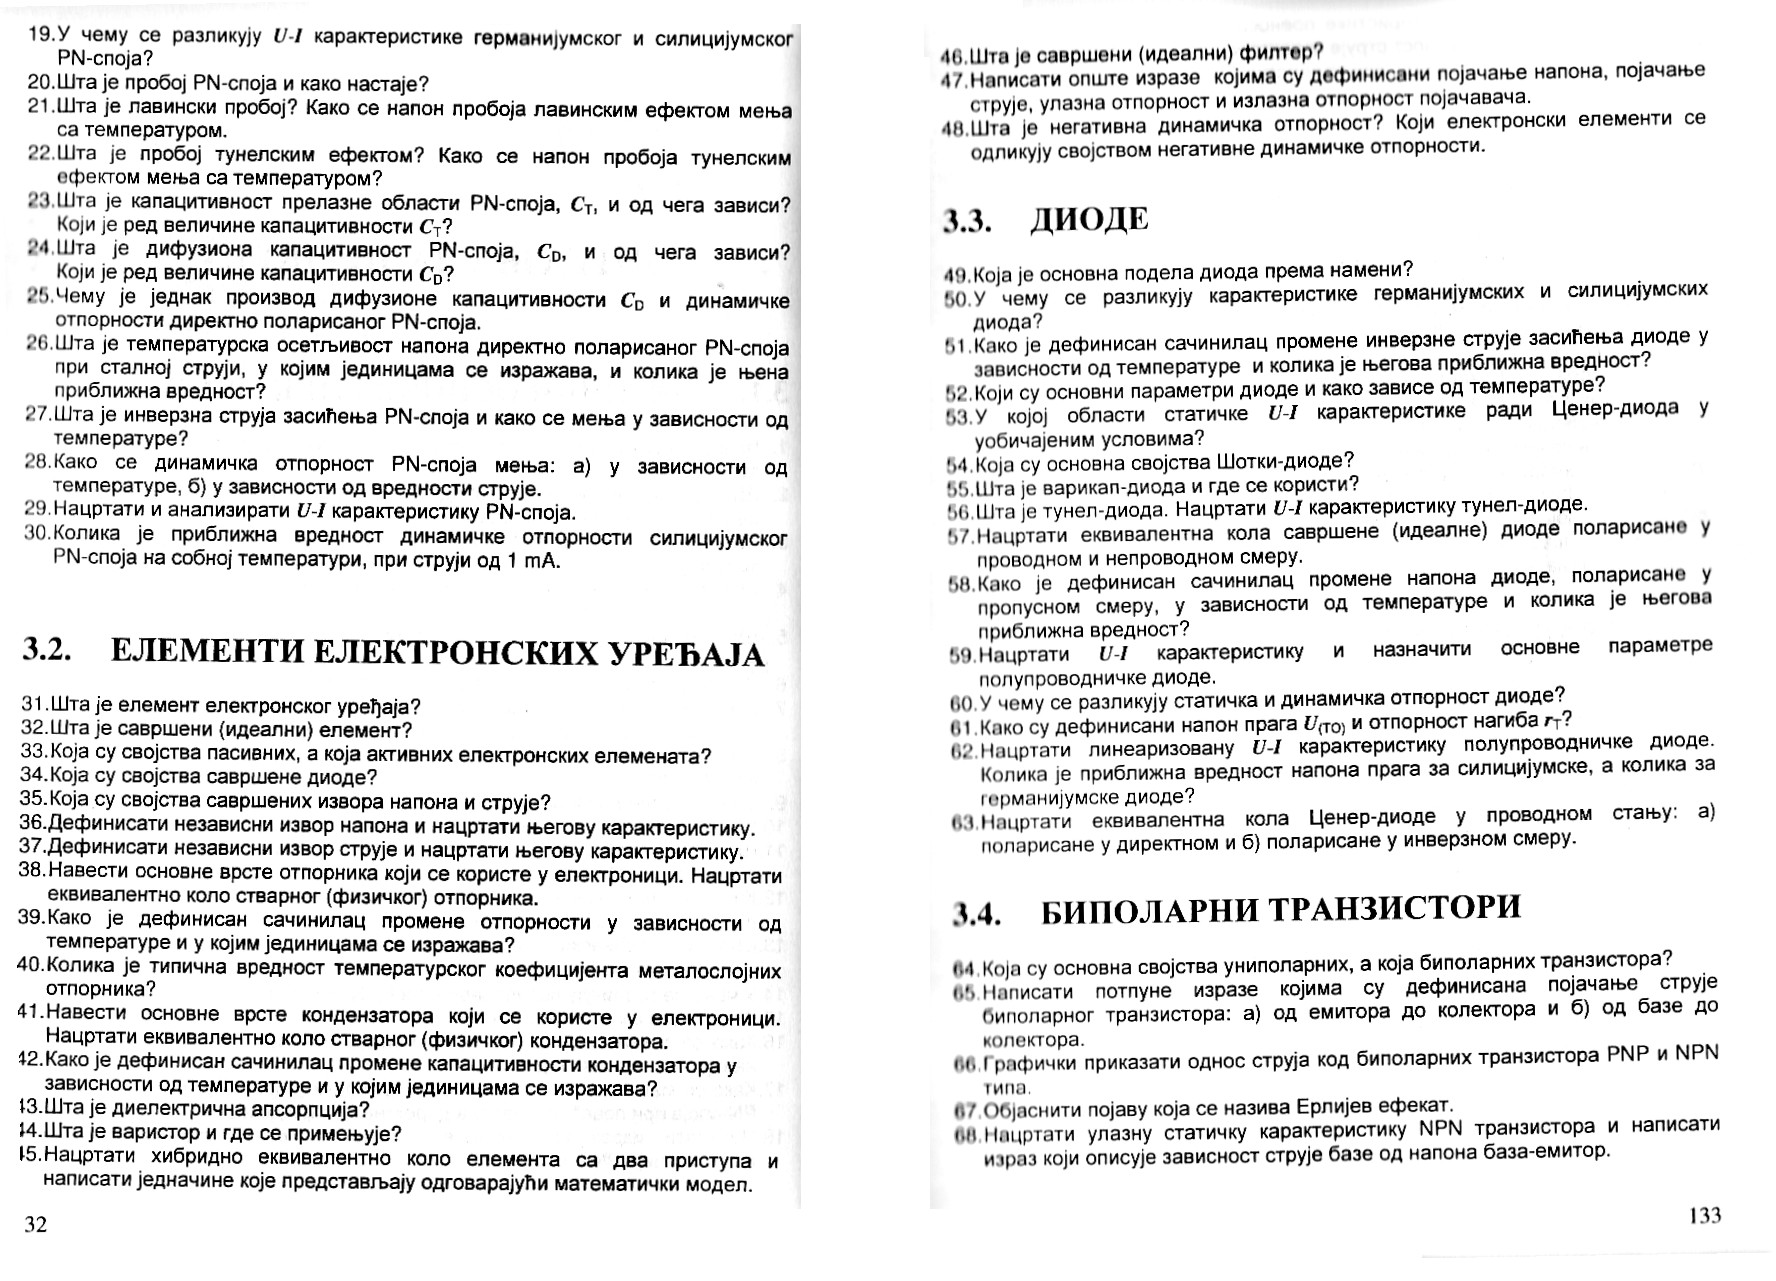 19.У чему се разликују U-I карактеристике германијумског и силицијумског
PN-споја?
20.Шта је пробој PN-споја и како настаје?
21.Шта је лавински пробој? Како се напон пробоја лавинским ефектом мења
са температуром.
22.Шта је пробој тунелским ефектом? Како се напон пробоја тунелским
ефектом мења са температуром?
23.Шта је капацитивност прелазне области PN-споја, CT, и од чега зависи?
Који је ред величине капацитивности CT?
24.Шта је дифузиона капацитивност PN-споја, CD, и од чега зависи?
Који је ред величине капацитивности CD?
25.Чему је једнак производ дифузионе капацитивности CD и динамичке
отпорности директно поларисаног PN-споја.
26.Шта је температурска осетљивост напона директно поларисаног PN-споја
при сталној струји, у којим јединицама се изражава, и колика је њена
приближна вредност?
27.Шта је инверзна струја засићења PN-споја и како се мења у зависности од
температуре?
28.Како се динамичка отпорност PN-споја мења: а) у зависности од
температуре, б) у зависности од вредности струје.
29.Нацртати и анализирати U-I карактеристику PN-споја.
30.Колика је приближна вредност динамичке отпорности силицијумског
PN-споја на собној температури, при струји од 1 mA.
3.2. ЕЛЕМЕНТИ ЕЛЕКТРОНСКИХ УРЕЂАЈА
31.Шта је елемент електронског уређаја?
32.Шта је савршени (идеални) елемент?
33.Која су својства пасивних, а која активних електронских елемената?
34.Која су својства савршене диоде?
35.Која су својства савршених извора напона и струје?
36.Дефинисати независни извор напона и нацртати његову карактеристику.
37.Дефинисати независни извор струје и нацртати његову карактеристику.
38.Навести основне врсте отпорника који се користе у електроници. Нацртати
еквивалентно коло стварног (физичког) отпорника.
39.Како је дефинисан сачинилац промене отпорности у зависности од
температуре и у којим јединицама се изражава?
40.Колика је типична вредност температурског коефицијента металослојних
отпорника?
41.Навести основне врсте кондензатора који се користе у електроници.
Нацртати еквивалентно коло стварног (физичког) кондензатора.
42.Како је дефинисан сачинилац промене капацитивности кондензатора у
зависности од температуре и у којим јединицама се изражава?
43.Шта је диелектрична апсорпција?
44.Шта је варистор и где се примењује?
45.Нацртати хибридно еквивалентно коло елемента са два приступа и
написати једначине које представљају одговарајући математички модел.
32
46.Шта је савршени (идеални) филтер?
47.Написати опште изразе којима су дефинисани појачање напона, појачање
струје, улазна отпорност и излазна отпорност појачавача.
48.Шта је негативна динамичка отпорност? Који електронски елементи се
одликују својством негативне динамичке отпорности.
3.3. ДИОДЕ
49.Која је основна подела диода према намени?
50.У чему се разликују карактеристике германијумских и силицијумских
диода?
51.Како је дефинисан сачинилац промене инверзне струје засићења диоде у
зависности од температуре и колика је његова приближна вредност?
52.Који су основни параметри диоде и како зависе од температуре?
53.У којој области статичке U-I карактеристике ради Ценер-диода у
уобичајеним условима?
54.Која су основна својства Шотки-диоде?
55.Шта је варикап-диода и где се користи?
56.Шта је тунел-диода. Нацртати U-I карактеристику тунел-диоде.
57.Нацртати еквивалентна кола савршене (идеалне) диоде поларисане у
проводном и непроводном смеру.
58.Како је дефинисан сачинилац промене напона диоде, поларисане у
пропусном смеру, у зависности од температуре и колика је његова
приближна вредност?
59.Нацртати U-I карактеристику и назначити основне параметре
полупроводничке диоде.
60.У чему се разликују статичка и динамичка отпорност диоде?
61.Како су дефинисани напон прага U(TO) и отпорност нагиба rT?
62.Нацртати линеаризовану U-I карактеристику полупроводничке диоде.
Колика је приближна вредност напона прага за силицијумске, а колика за
германијумске диоде?
63.Нацртати еквивалентна кола Ценер-диоде у проводном стању: а)
поларисане у директном и б) поларисане у инверзном смеру.
3.4. БИПОЛАРНИ ТРАНЗИСТОРИ
64.Која су основна својства униполарних, а која биполарних транзистора?
65.Написати потпуне изразе којима су дефинисана појачање струје
биполарног транзистора: а) од емитора до колектора и б) од базе до
колектора.
66.Графички приказати однос струја код биполарних транзистора PNP и NPN
типа.
67.Објаснити појаву која се назива Ерлијев ефекат.
68.Нацртати улазну статичку карактеристику NPN транзистора и написати
израз који описује зависност струје базе од напона база-емитор.
133